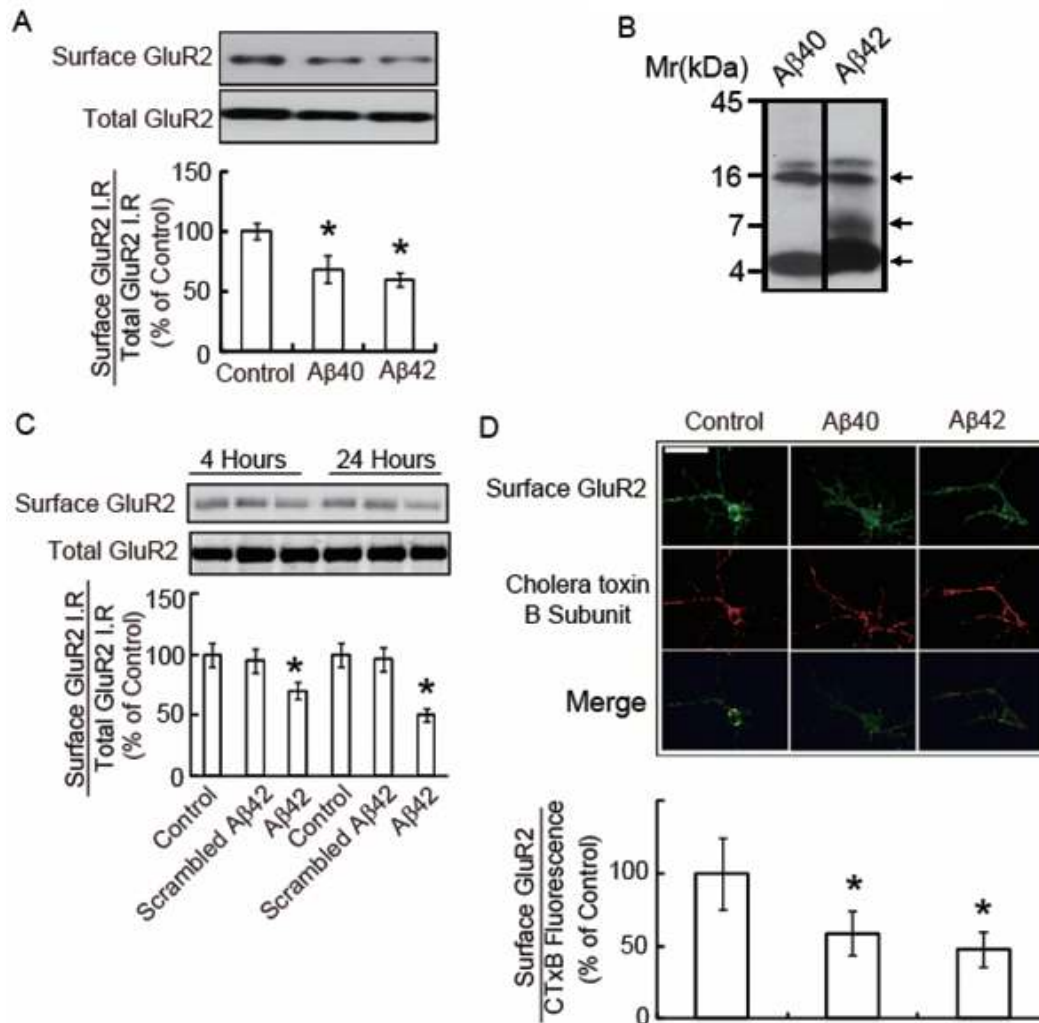 A
Surface GluR2
Total GluR2
Surface GluR2 I.R
Total GluR2 I.R
(% of Control)
150
100
50
0
*
*
Control Aβ40 Aβ42
B
Mr(kDa) Aβ40 Aβ42
45
16
7
4
C
4 Hours 24 Hours
Surface GluR2
Total GluR2
Surface GluR2 I.R
Total GluR2 I.R
(% of Control)
150
100
50
0
*
*
Control
Scrambled Aβ42
Aβ42
Control
Scrambled Aβ42
Aβ42
D
Control Aβ40 Aβ42
Surface GluR2
Cholera toxin
B Subunit
Merge
Surface GluR2
CTxB Fluorescence
(% of Control)
100
50
0
*
*